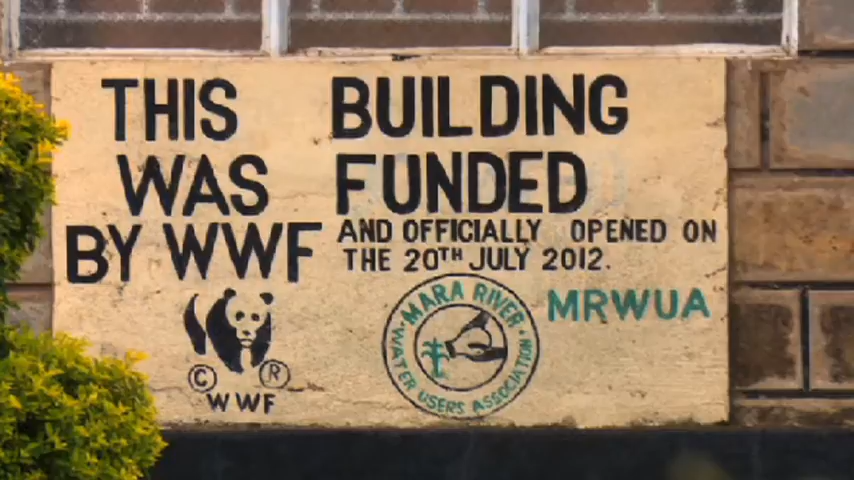 THIS BUILDING
WAS FUNDED
BY WWF AND OFFICIALLY OPENED ON
THE 20TH JULY 2012.
MRWUA
MARA RIVER
WATER USERS ASSOCIATION
© ®
WWF